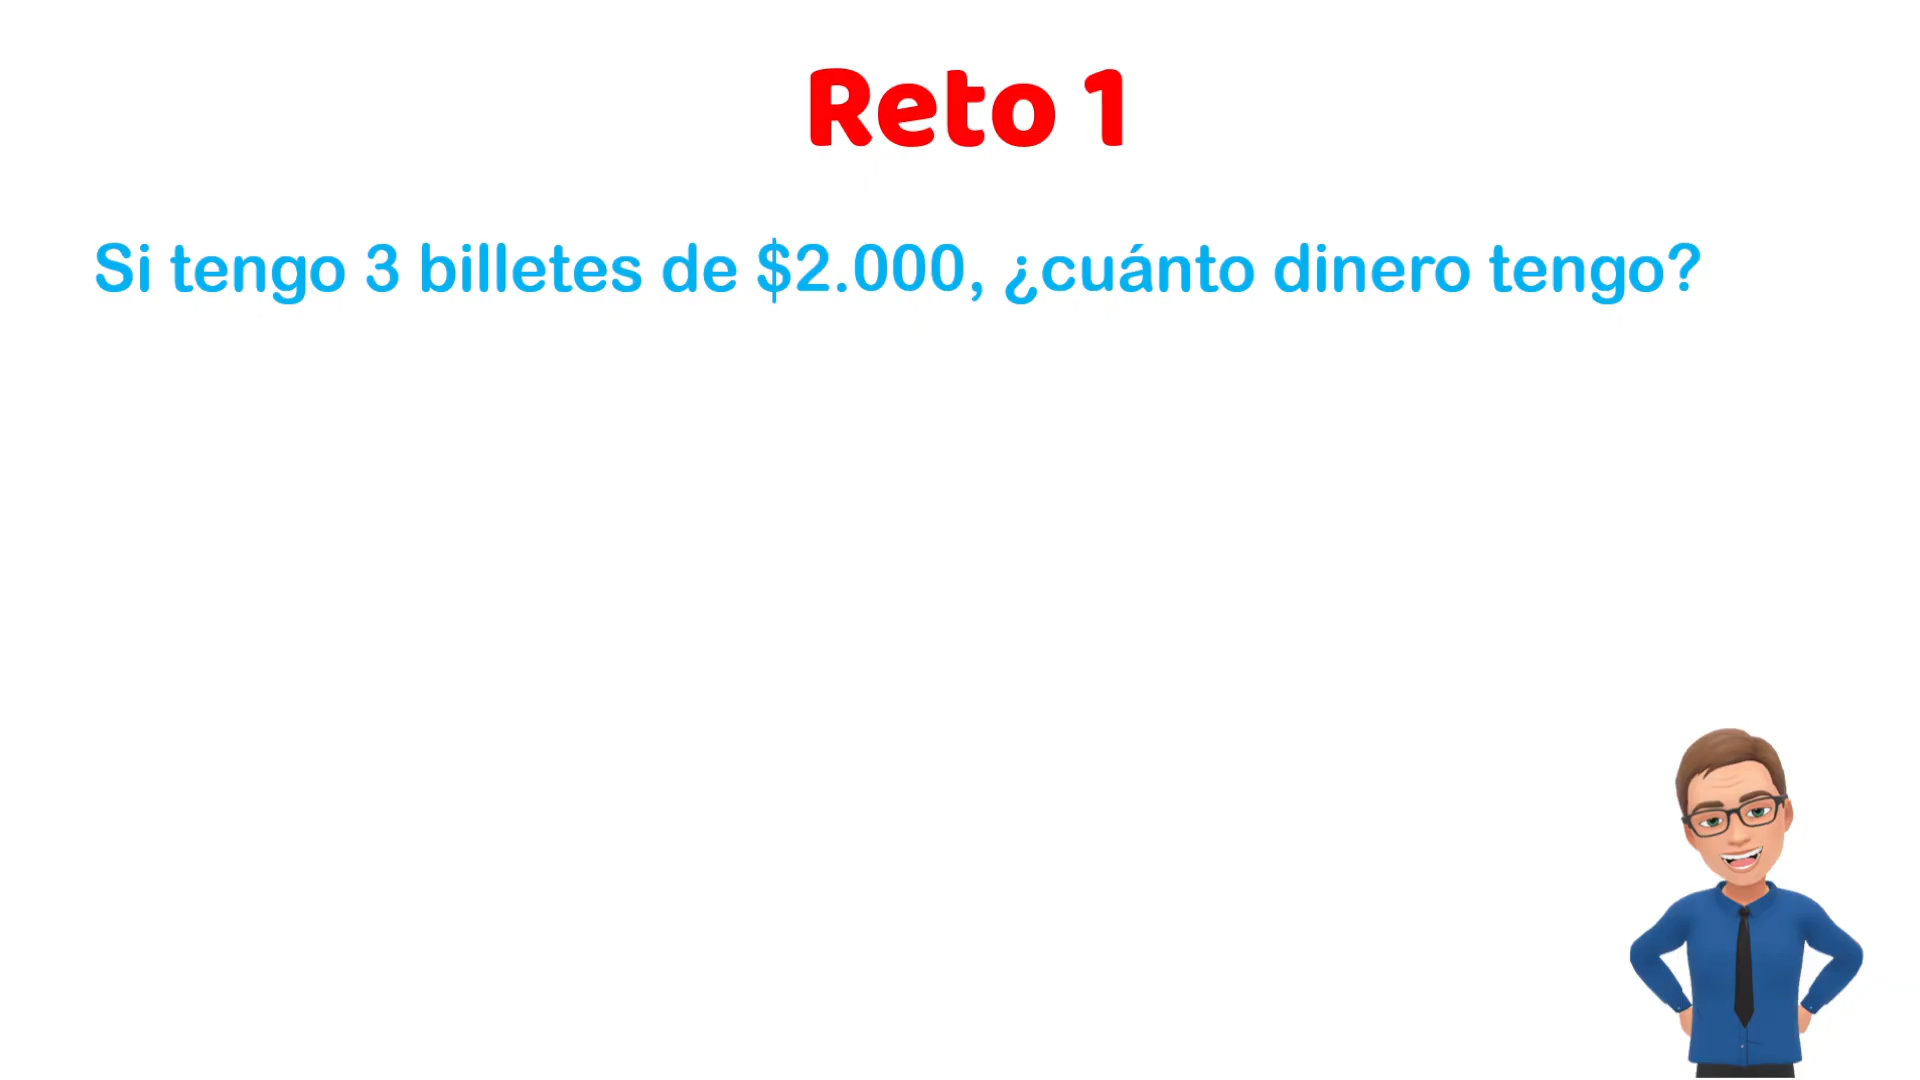 Reto 1
Si tengo 3 billetes de $2.000, ¿cuánto dinero tengo?